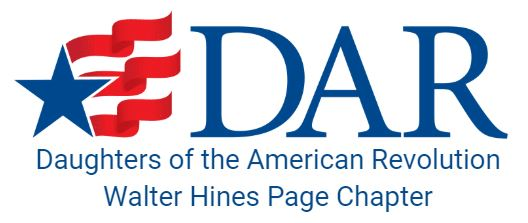 DAR
Daughters of the American Revolution
Walter Hines Page Chapter